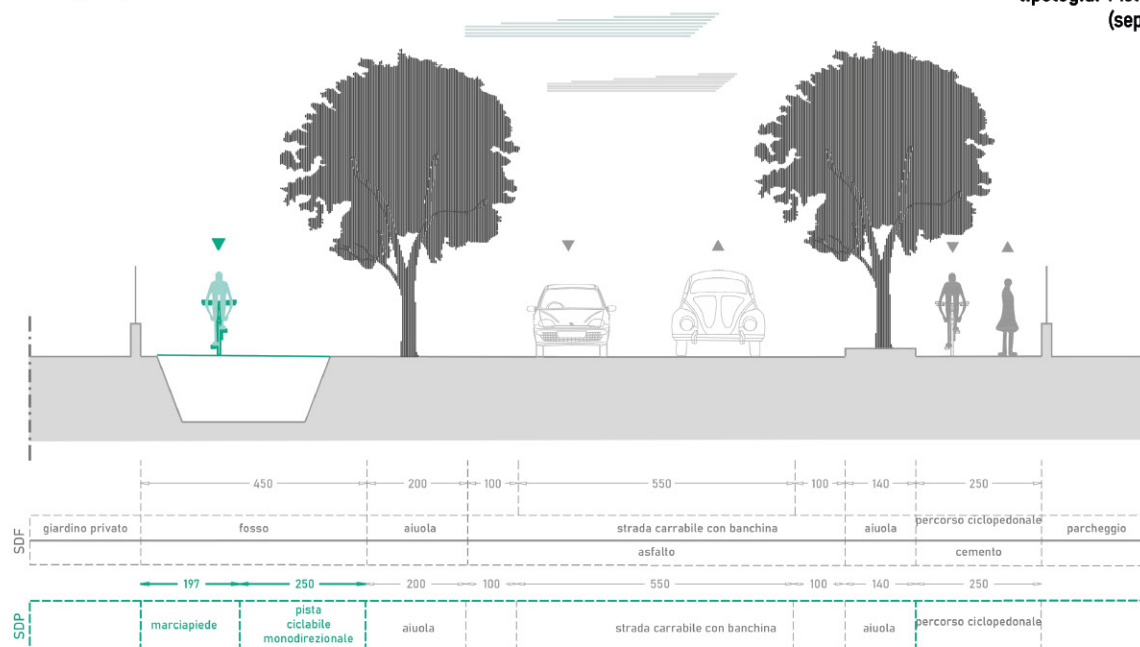 (sep
450 200 100 550 100 140 250
SDF
giardino privato fosso aiuola strada carrabile con banchina aiuola percorso ciclopedonale parcheggio
asfalto cemento
197 250 200 100 550 100 140 250
SDP
marciapiede pista ciclabile monodirezionale aiuola strada carrabile con banchina aiuola percorso ciclopedonale